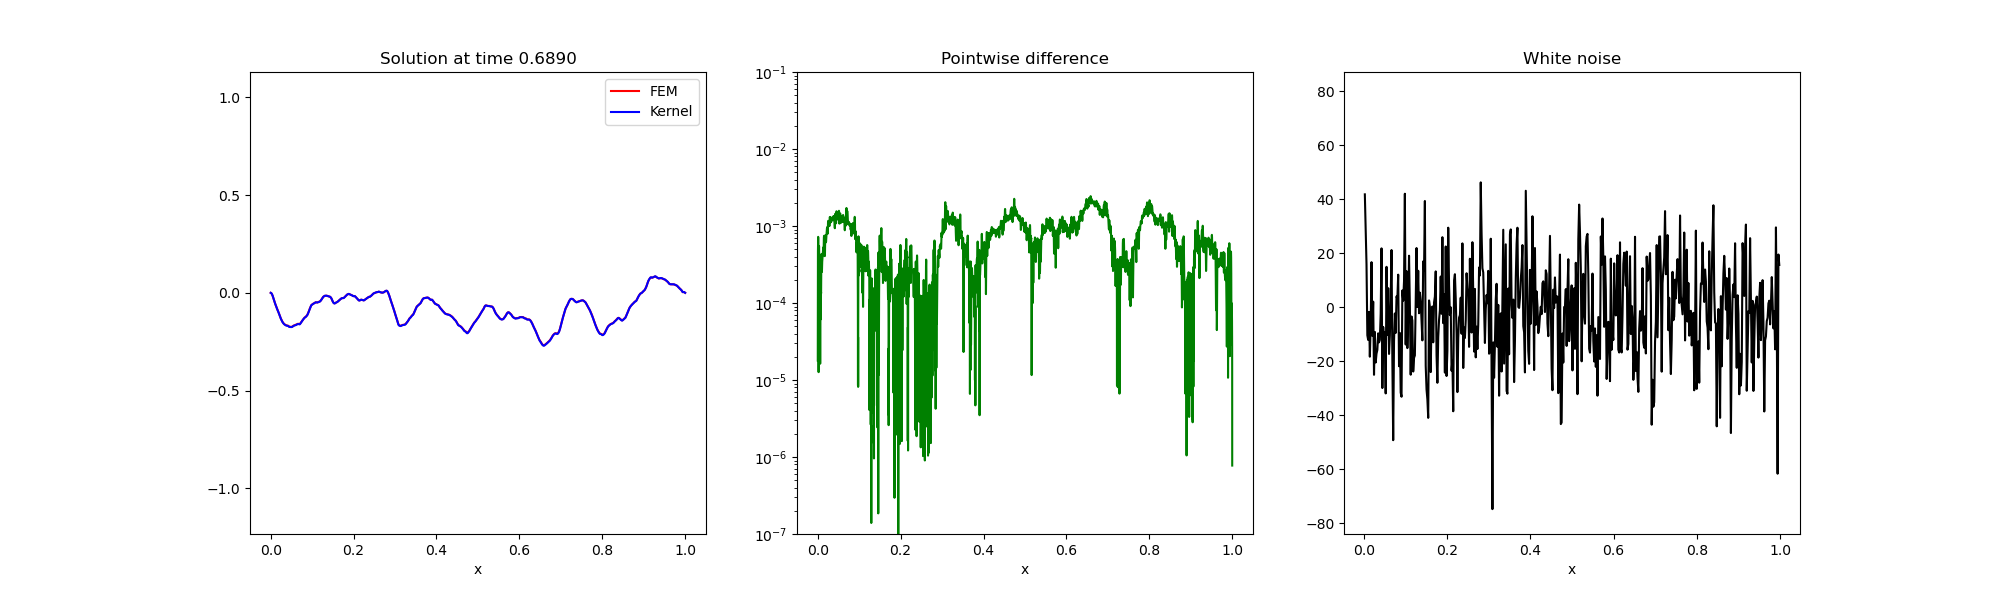 Solution at time 0.6890
1.0
0.5
0.0
−0.5
−1.0
0.0 0.2 0.4 0.6 0.8 1.0
x
FEM
Kernel
Pointwise difference
10⁻¹
10⁻²
10⁻³
10⁻⁴
10⁻⁵
10⁻⁶
10⁻⁷
0.0 0.2 0.4 0.6 0.8 1.0
x
White noise
80
60
40
20
0
−20
−40
−60
−80
0.0 0.2 0.4 0.6 0.8 1.0
x